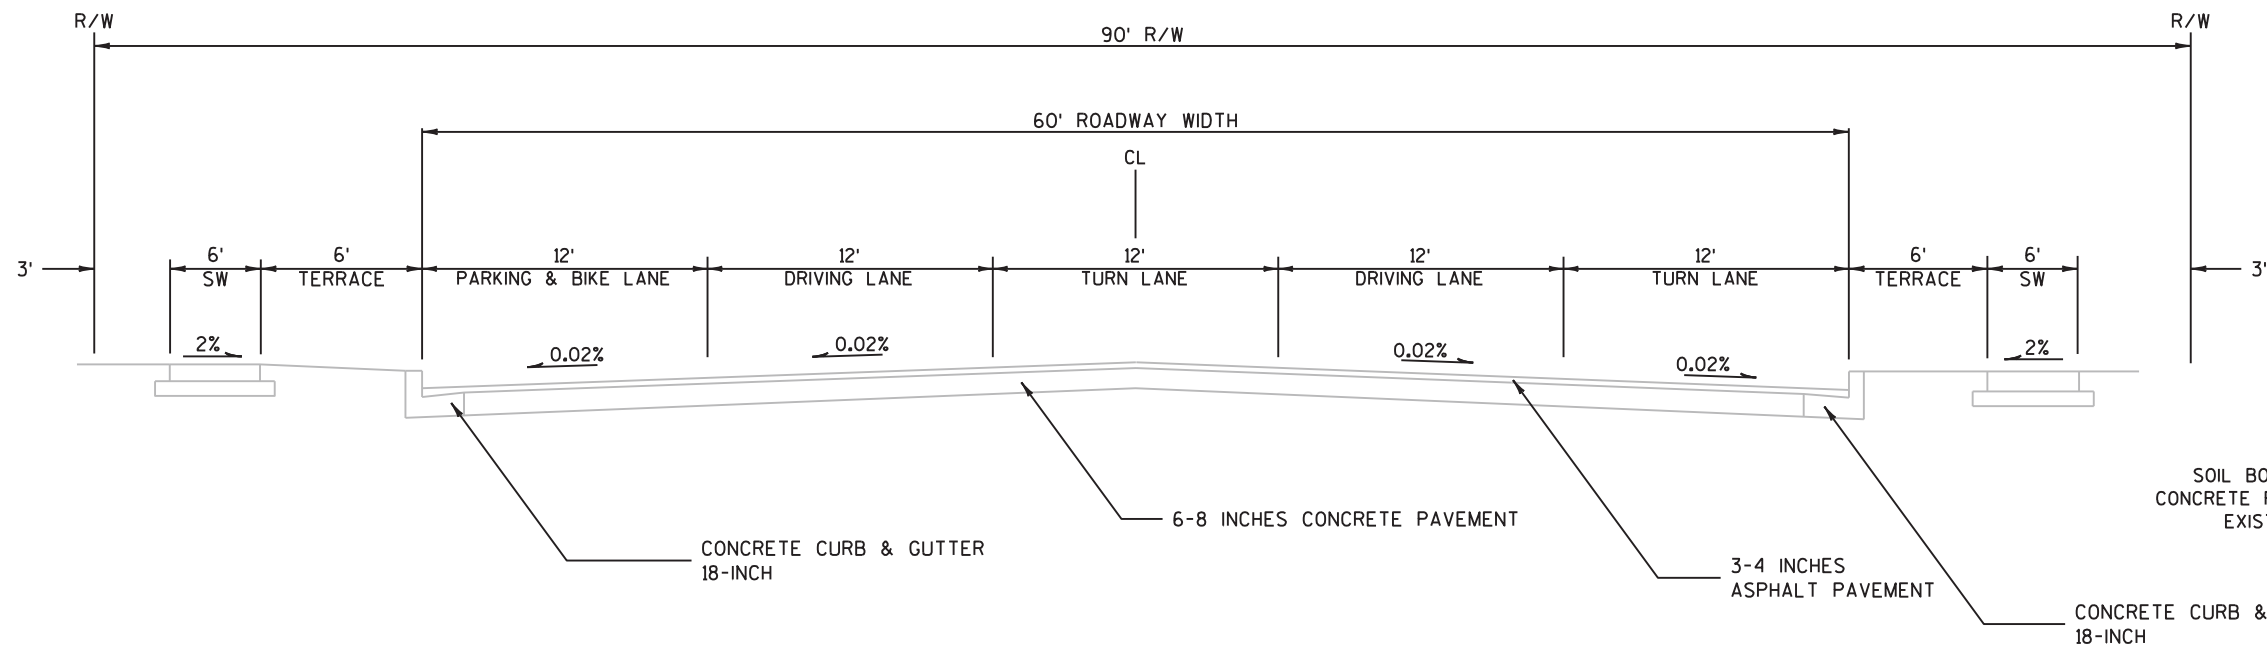 R/W
R/W
90' R/W
60' ROADWAY WIDTH
CL
3'
6'
6'
12'
12'
12'
12'
12'
6'
6'
3'
SW
TERRACE
PARKING & BIKE LANE
DRIVING LANE
TURN LANE
DRIVING LANE
TURN LANE
TERRACE
SW
2%
0.02%
0.02%
0.02%
0.02%
2%
SOIL
CONCRETE
6-8 INCHES CONCRETE PAVEMENT
CONCRETE CURB & GUTTER
18-INCH
3-4 INCHES
ASPHALT PAVEMENT
CONCRETE CURB &
18-INCH